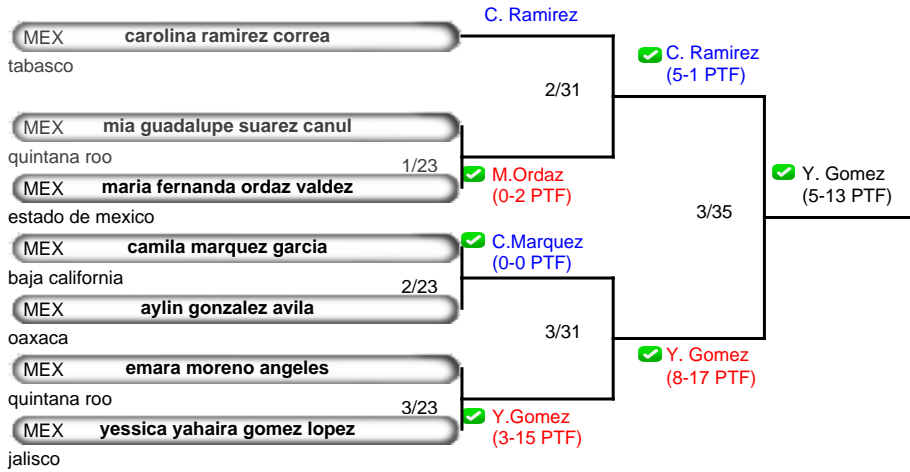 C. Ramirez
MEX carolina ramirez correa
tabasco
2/31
C. Ramirez
(5-1 PTF)
MEX mia guadalupe suarez canul
quintana roo
1/23
MEX maria fernanda ordaz valdez
estado de mexico
M.Ordaz
(0-2 PTF)
3/35
Y. Gomez
(5-13 PTF)
MEX camila marquez garcia
baja california
C.Marquez
(0-0 PTF)
2/23
MEX aylin gonzalez avila
oaxaca
3/31
Y. Gomez
(8-17 PTF)
MEX emara moreno angeles
quintana roo
3/23
MEX yessica yahaira gomez lopez
jalisco
Y.Gomez
(3-15 PTF)